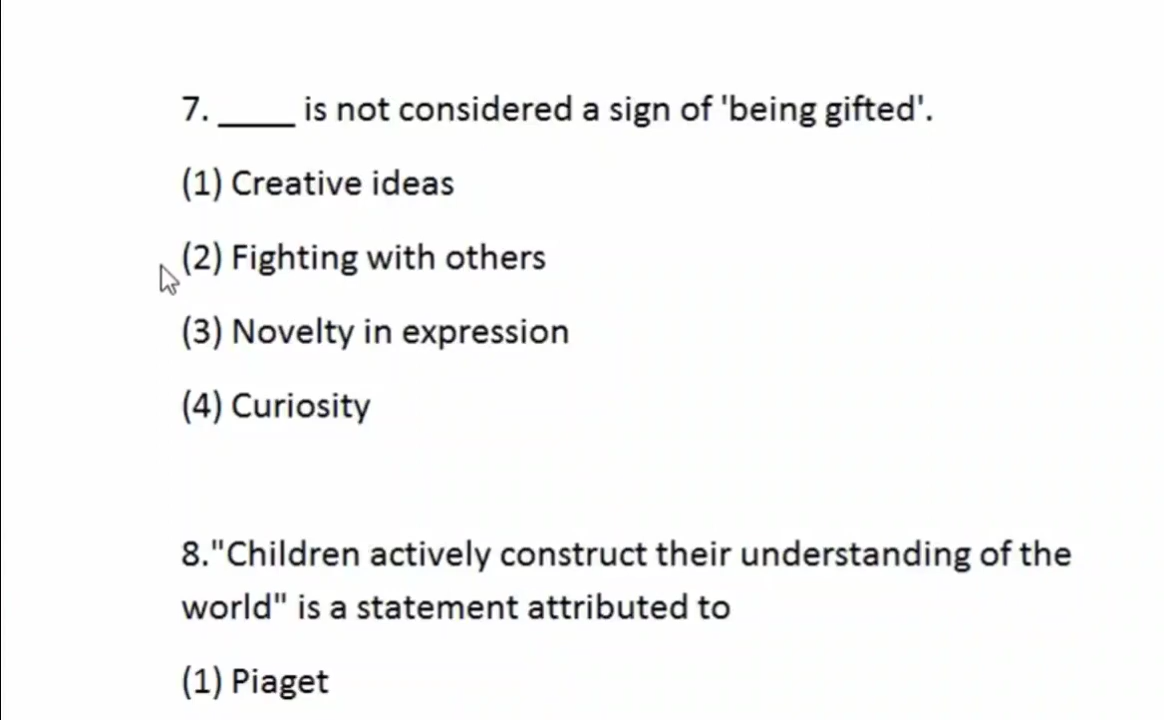 7. ____ is not considered a sign of 'being gifted'.
(1) Creative ideas
(2) Fighting with others
(3) Novelty in expression
(4) Curiosity
8."Children actively construct their understanding of the
world" is a statement attributed to
(1) Piaget